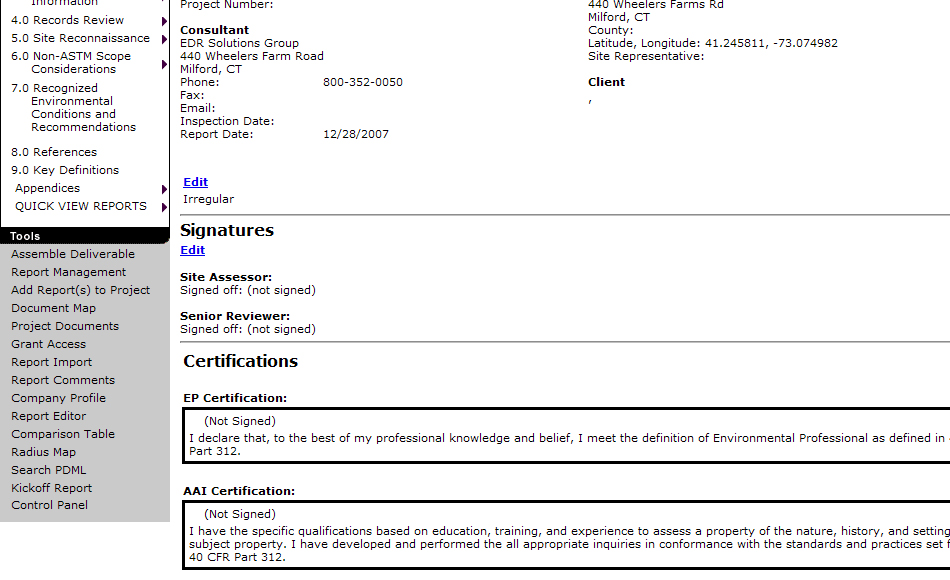 Information
4.0 Records Review
5.0 Site Reconnaissance
6.0 Non-ASTM Scope
Considerations
7.0 Recognized
Environmental
Conditions and
Recommendations
8.0 References
9.0 Key Definitions
Appendices
QUICK VIEW REPORTS
Tools
Assemble Deliverable
Report Management
Add Report(s) to Project
Document Map
Project Documents
Grant Access
Report Import
Report Comments
Company Profile
Report Editor
Comparison Table
Radius Map
Search PDML
Kickoff Report
Control Panel
Project Number:
Consultant
EDR Solutions Group
440 Wheelers Farm Road
Milford, CT
Phone: 800-352-0050
Fax:
Email:
Inspection Date:
Report Date: 12/28/2007
440 Wheelers Farms Rd
Milford, CT
County:
Latitude, Longitude: 41.245811, -73.074982
Site Representative:
Client
,
Edit
Irregular
Signatures
Edit
Site Assessor:
Signed off: (not signed)
Senior Reviewer:
Signed off: (not signed)
Certifications
EP Certification:
(Not Signed)
I declare that, to the best of my professional knowledge and belief, I meet the definition of Environmental Professional as defined in
Part 312.
AAI Certification:
(Not Signed)
I have the specific qualifications based on education, training, and experience to assess a property of the nature, history, and setting
subject property. I have developed and performed the all appropriate inquiries in conformance with the standards and practices set
40 CFR Part 312.